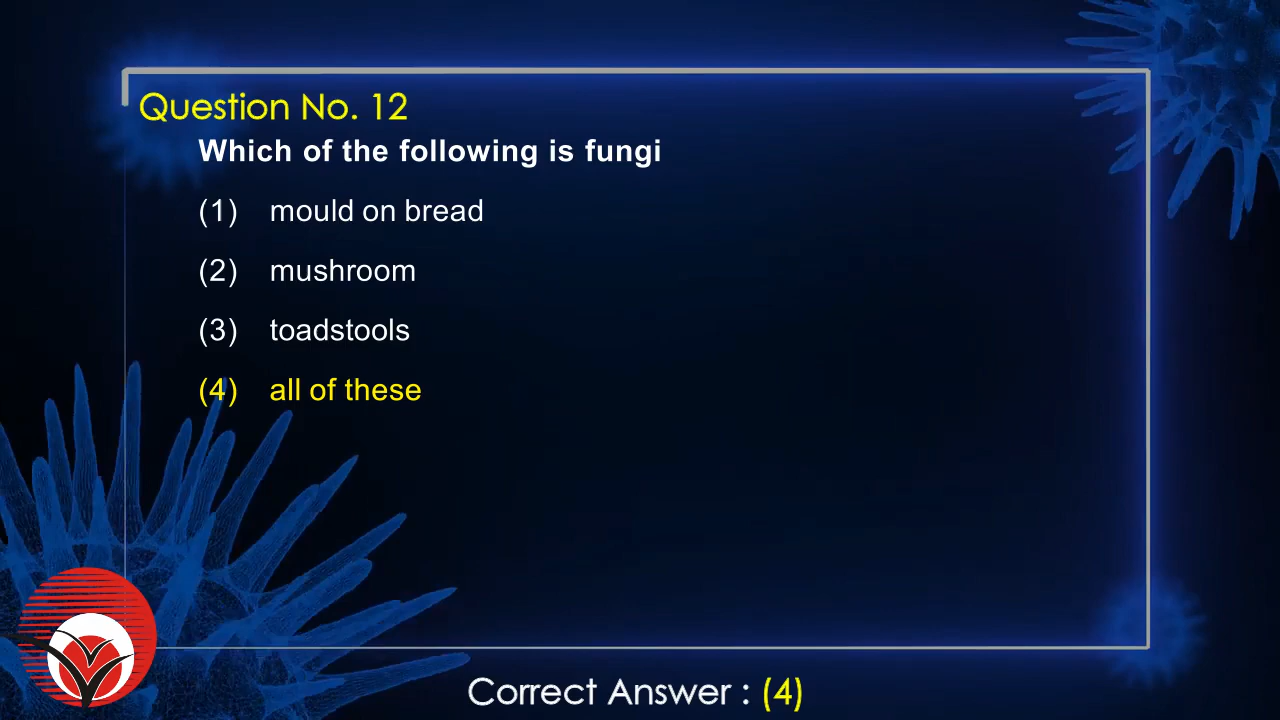 Question No. 12
Which of the following is fungi
(1) mould on bread
(2) mushroom
(3) toadstools
(4) all of these
Correct Answer : (4)